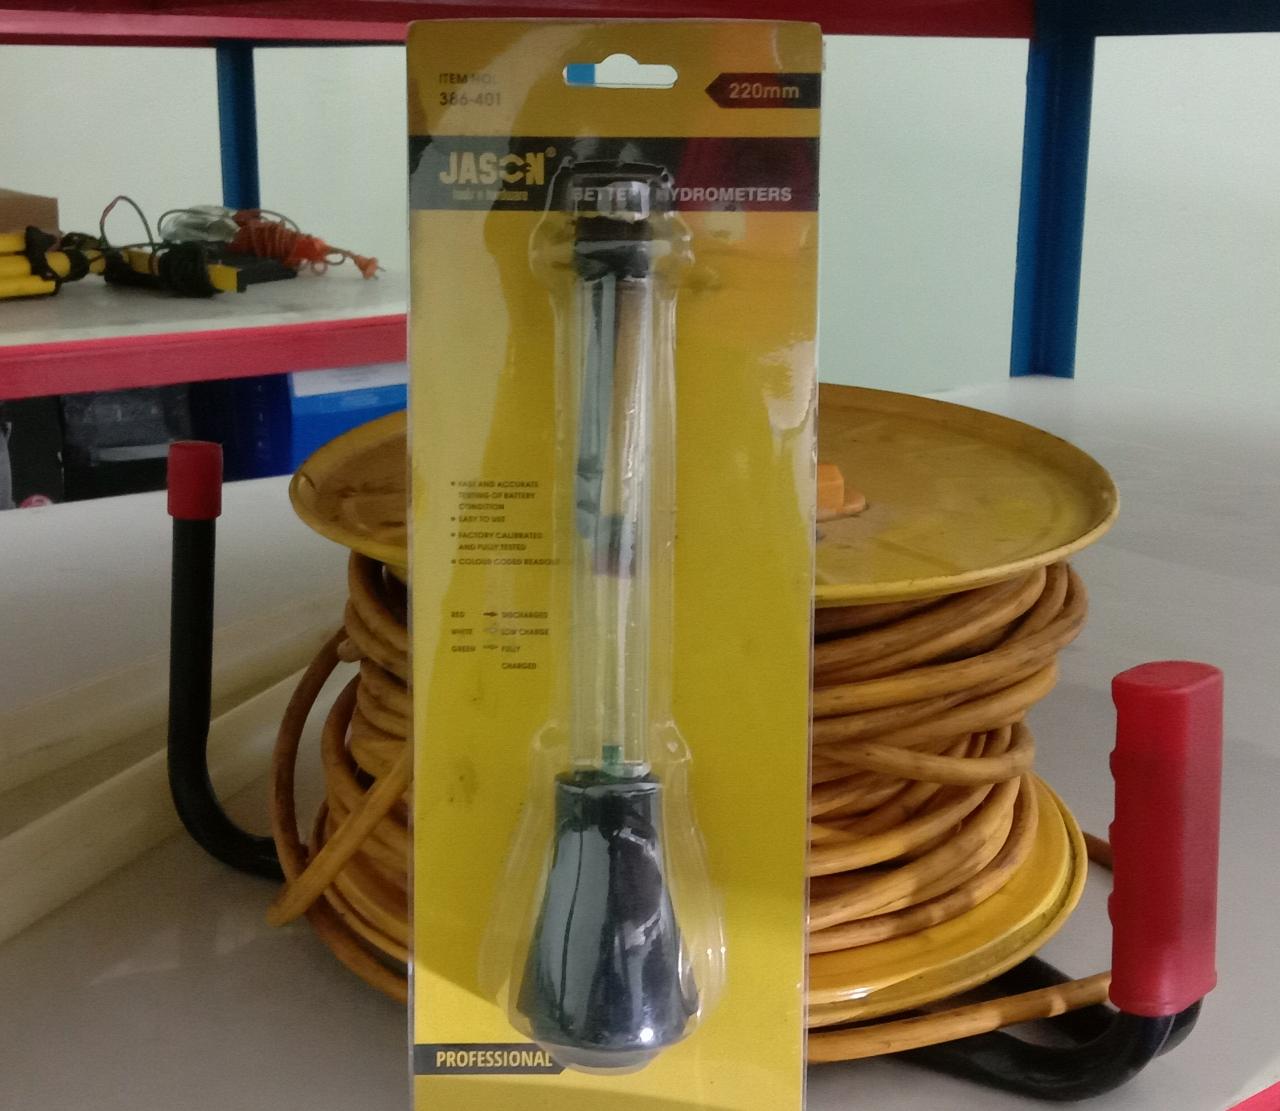 ITEM NO:
386-401
220mm
JASON®
tools n hardware
BETTERY HYDROMETERS
• FAST AND ACCURATE
TESTING OF BATTERY
CONDITION
• EASY TO USE
• FACTORY CALIBRATED
AND FULLY TESTED
• COLOUR CODED READOUT
RED → DISCHARGED
WHITE → LOW CHARGE
GREEN → FULLY
CHARGED
PROFESSIONAL